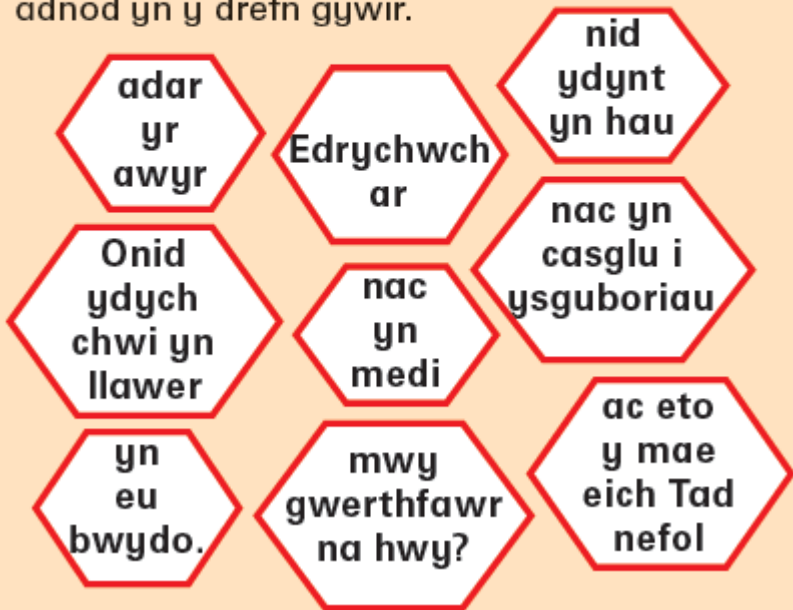 adnod yn y drefn gywir.
adar
yr
awyr
Edrychwch
ar
nid
ydynt
yn hau
Onid
ydych
chwi yn
llawer
nac
yn
medi
nac yn
casglu i
ysguboriau
yn
eu
bwydo.
mwy
gwerthfawr
na hwy?
ac eto
y mae
eich Tad
nefol